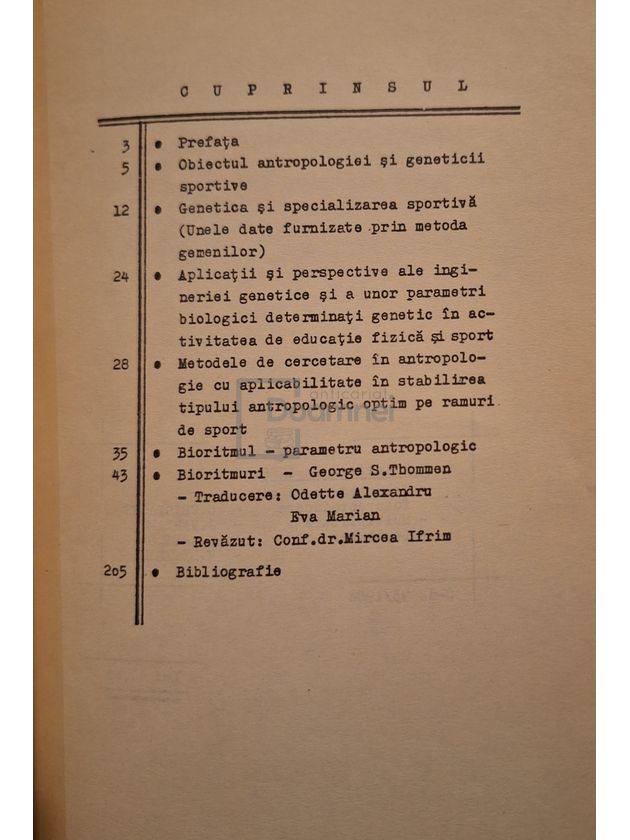 CUPRINSUL
3 • Prefaţa
5 • Obiectul antropologiei şi geneticii
sportive
12 • Genetica şi specializarea sportivă
(Unele date furnizate prin metoda
gemenilor)
24 • Aplicaţii şi perspective ale ingi-
neriei genetice şi a unor parametri
biologici determinaţi genetic în ac-
tivitatea de educaţie fizică şi sport
28 • Metodele de cercetare în antropolo-
gie cu aplicabilitate în stabilirea
tipului antropologic optim pe ramuri
de sport
35 • Bioritmul - parametru antropologic
43 • Bioritmuri - George S.Thommen
- Traducere: Odette Alexandru
Eva Marian
- Revăzut: Conf.dr.Mircea Ifrim
205 • Bibliografie
anticariat